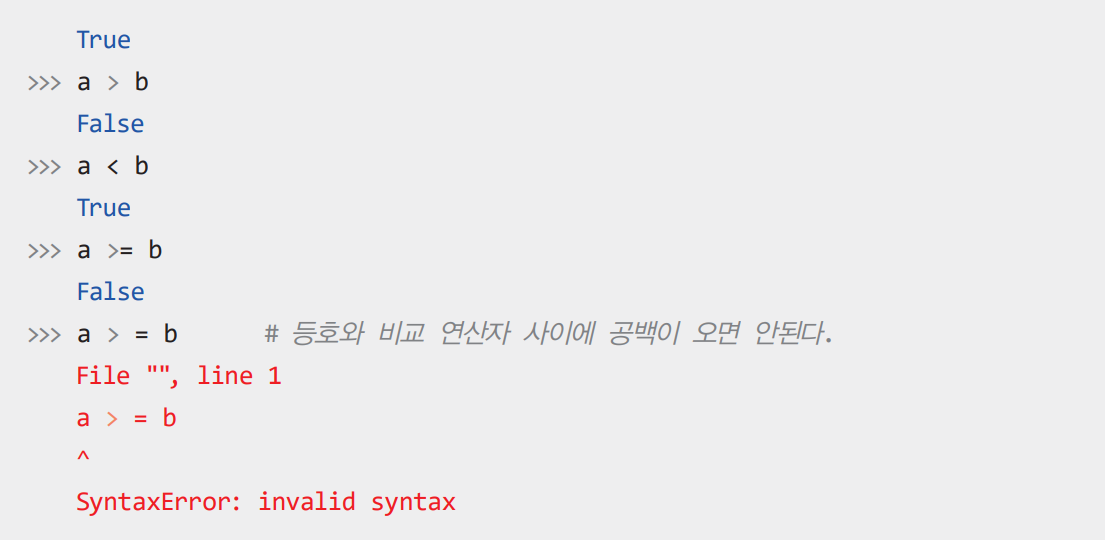 True
>>> a > b
False
>>> a < b
True
>>> a >= b
False
>>> a > = b # 등호와 비교 연산자 사이에 공백이 오면 안된다.
File "", line 1
a > = b
^
SyntaxError: invalid syntax